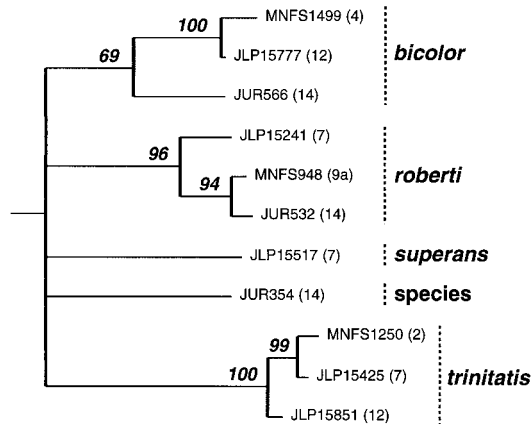 MNFS1499 (4)
100
JLP15777 (12)
bicolor
69
JUR566 (14)
JLP15241 (7)
96
MNFS948 (9a)
roberti
94
JUR532 (14)
JLP15517 (7)
superans
JUR354 (14)
species
MNFS1250 (2)
99
JLP15425 (7)
trinitatis
100
JLP15851 (12)